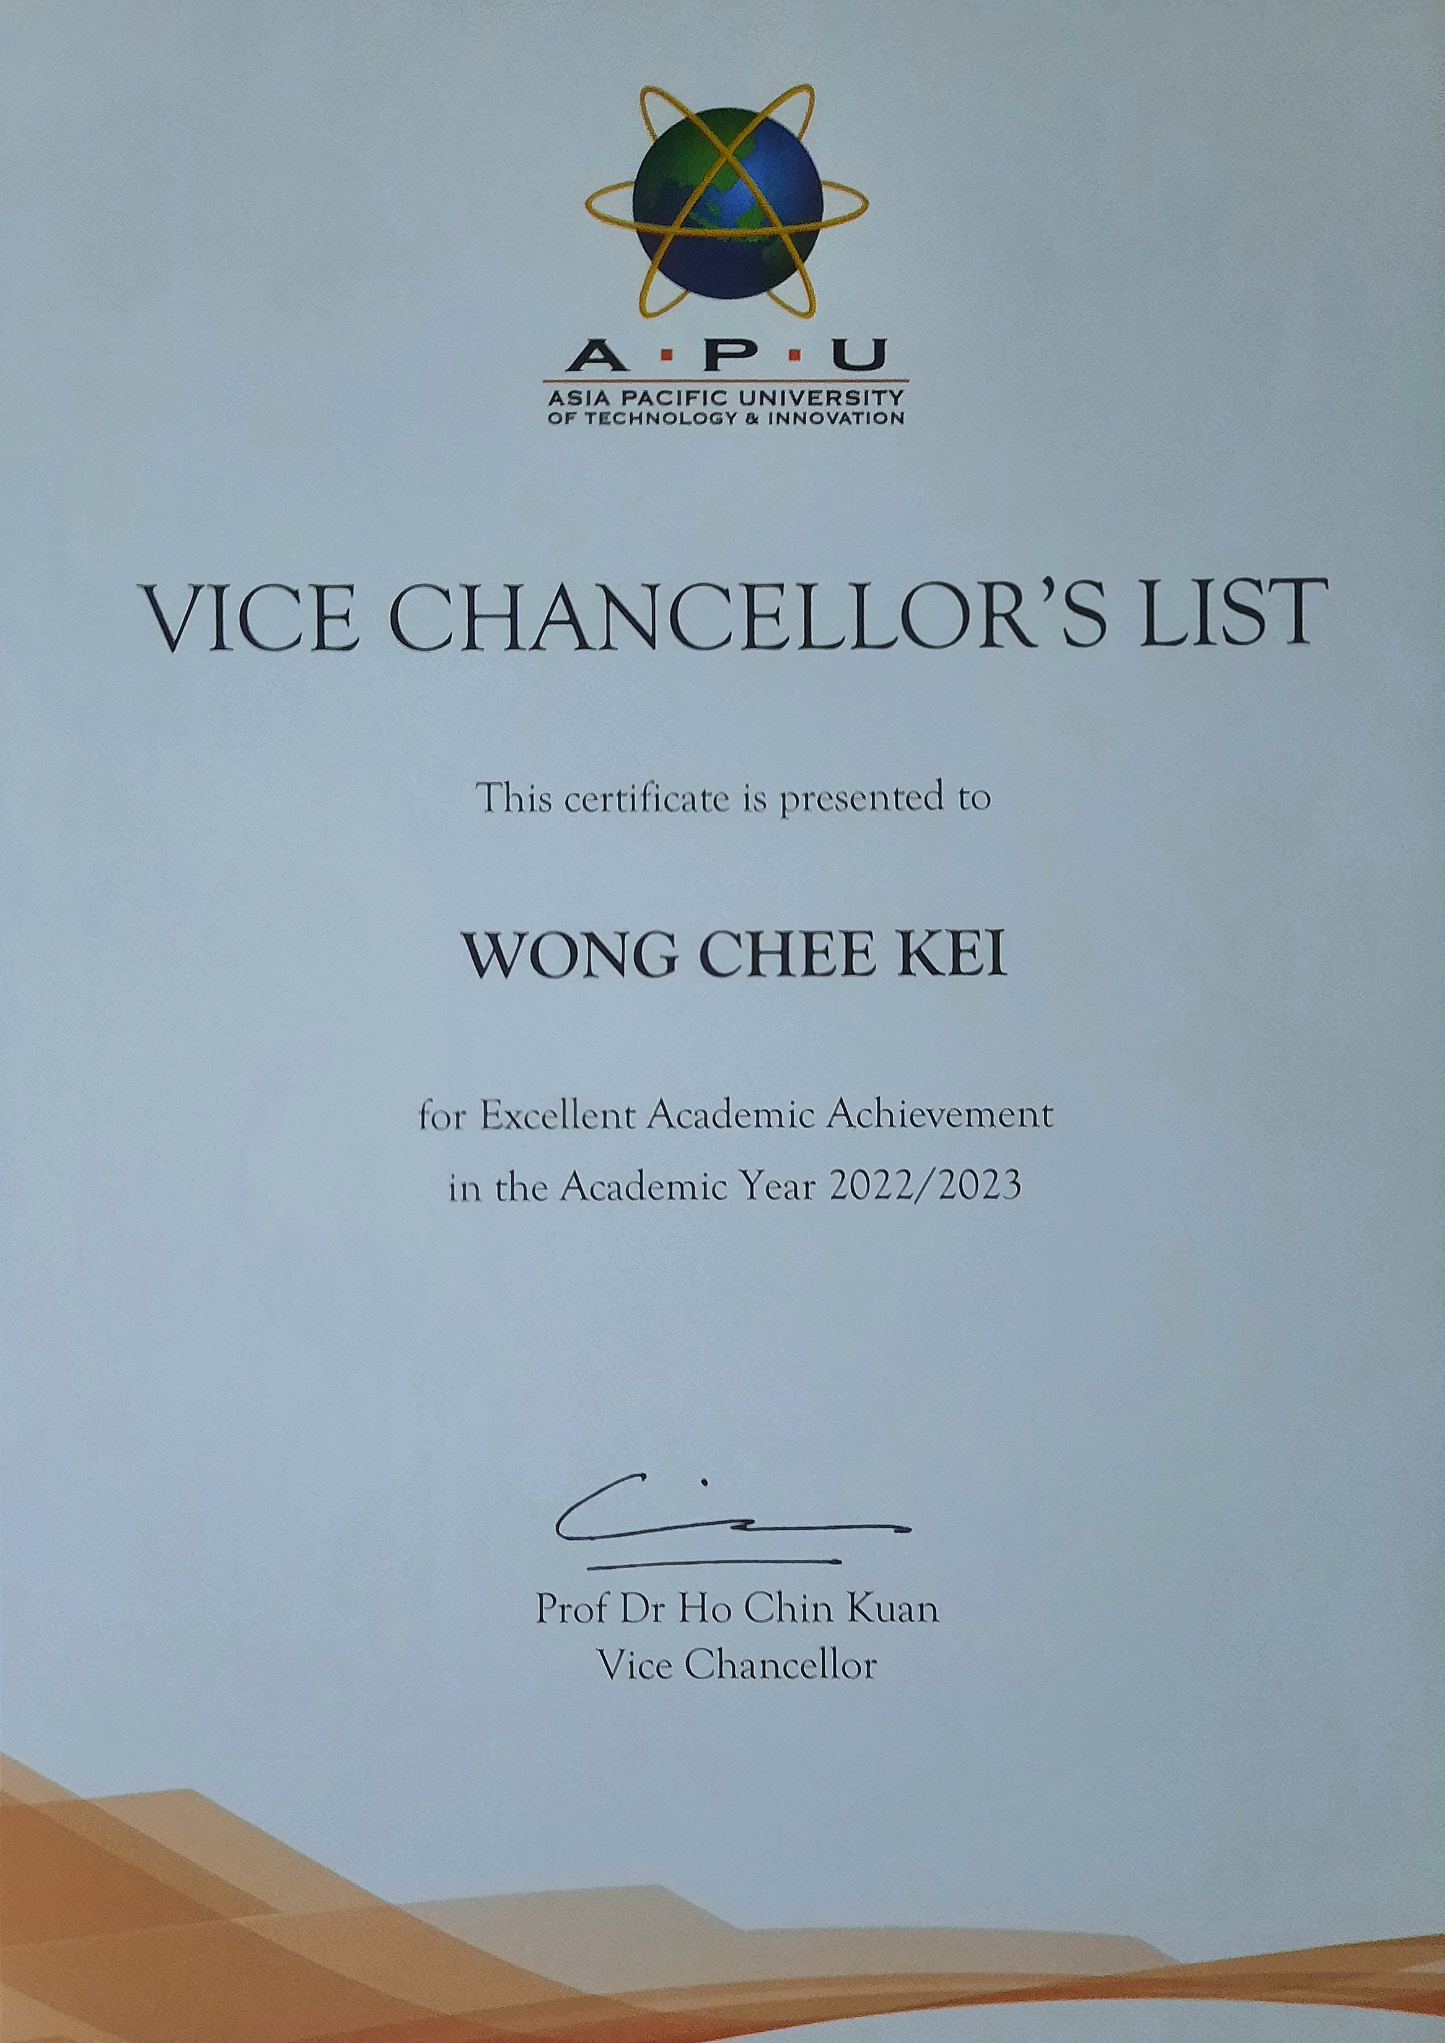 A·P·U
ASIA PACIFIC UNIVERSITY
OF TECHNOLOGY & INNOVATION
VICE CHANCELLOR’S LIST
This certificate is presented to
WONG CHEE KEI
for Excellent Academic Achievement
in the Academic Year 2022/2023
Prof Dr Ho Chin Kuan
Vice Chancellor